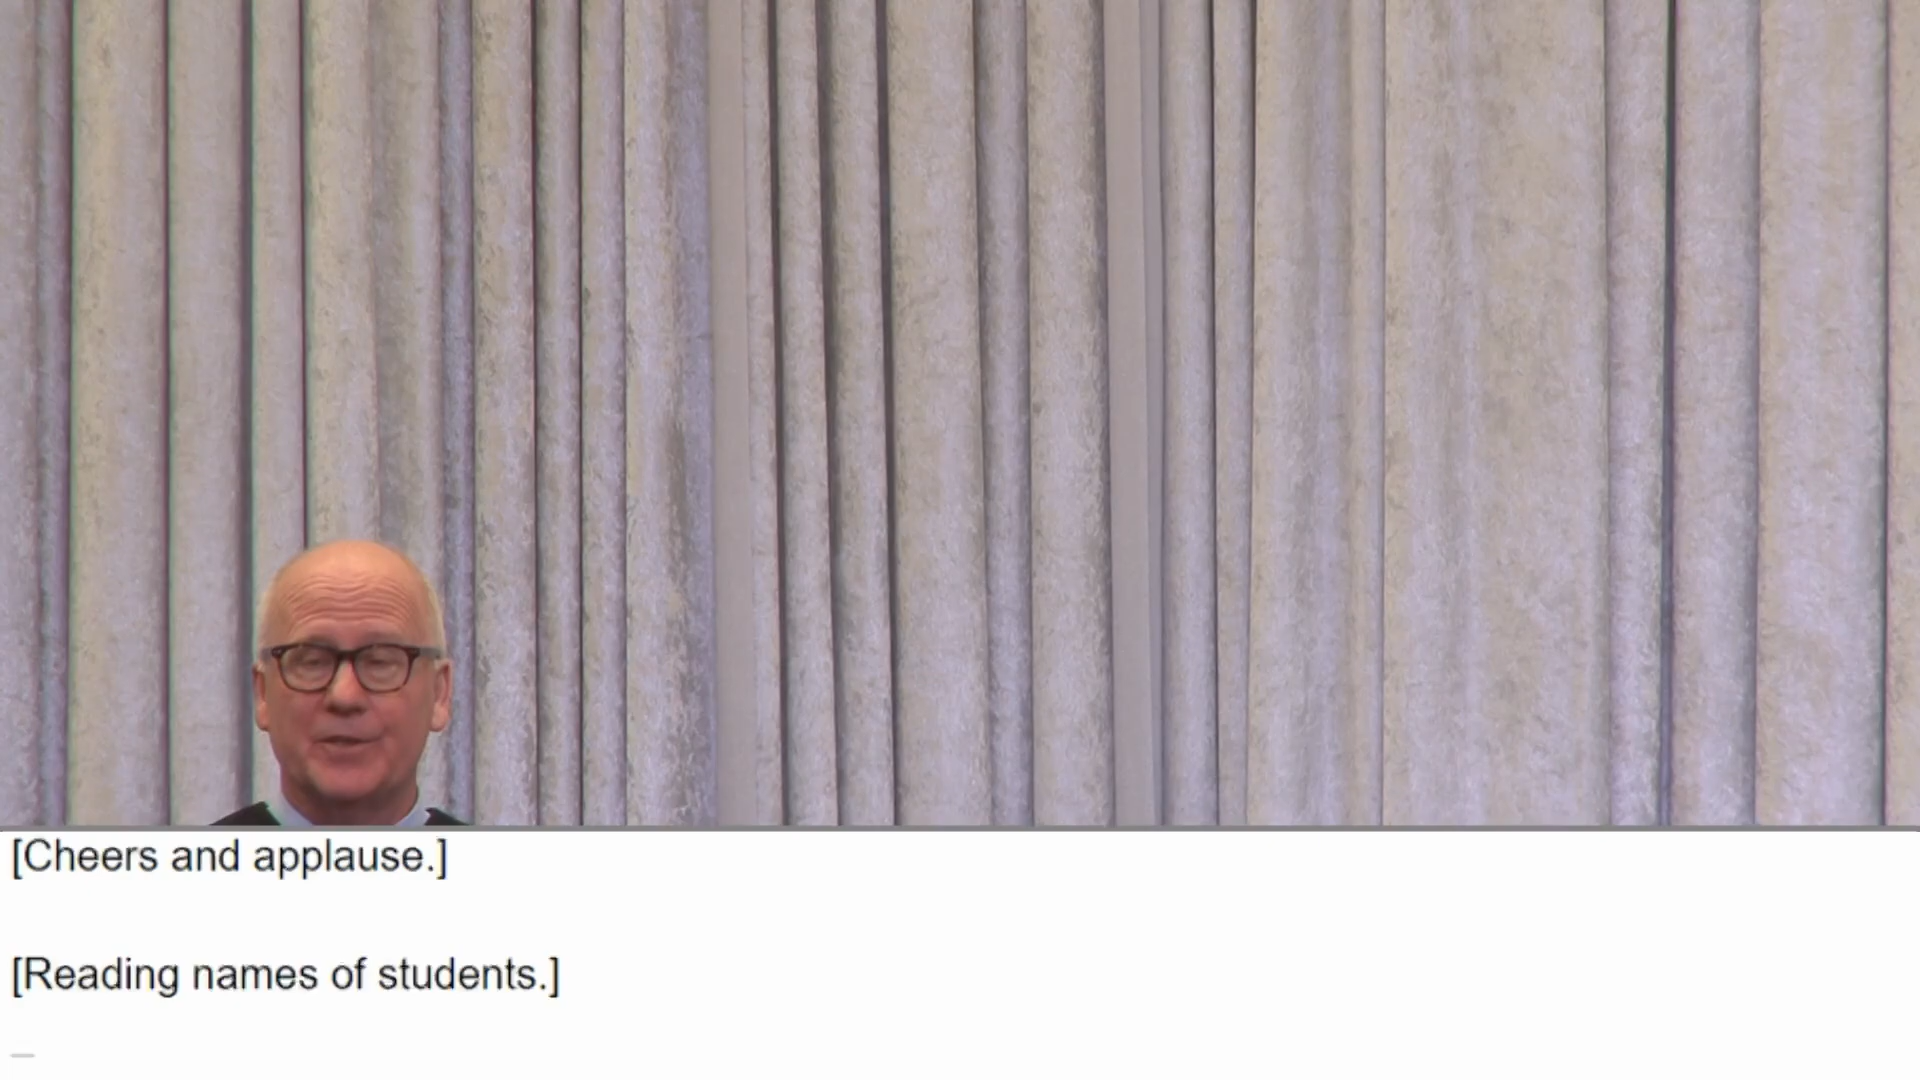 [Cheers and applause.]
[Reading names of students.]